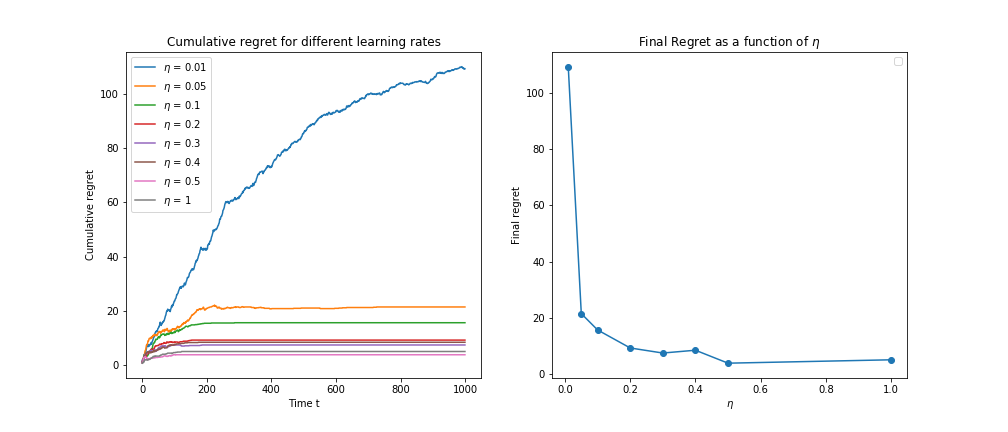 Cumulative regret for different learning rates
η = 0.01
η = 0.05
η = 0.1
η = 0.2
η = 0.3
η = 0.4
η = 0.5
η = 1
Cumulative regret
100
80
60
40
20
0
0 200 400 600 800 1000
Time t
Final Regret as a function of η
Final regret
100
80
60
40
20
0
0.0 0.2 0.4 0.6 0.8 1.0
η